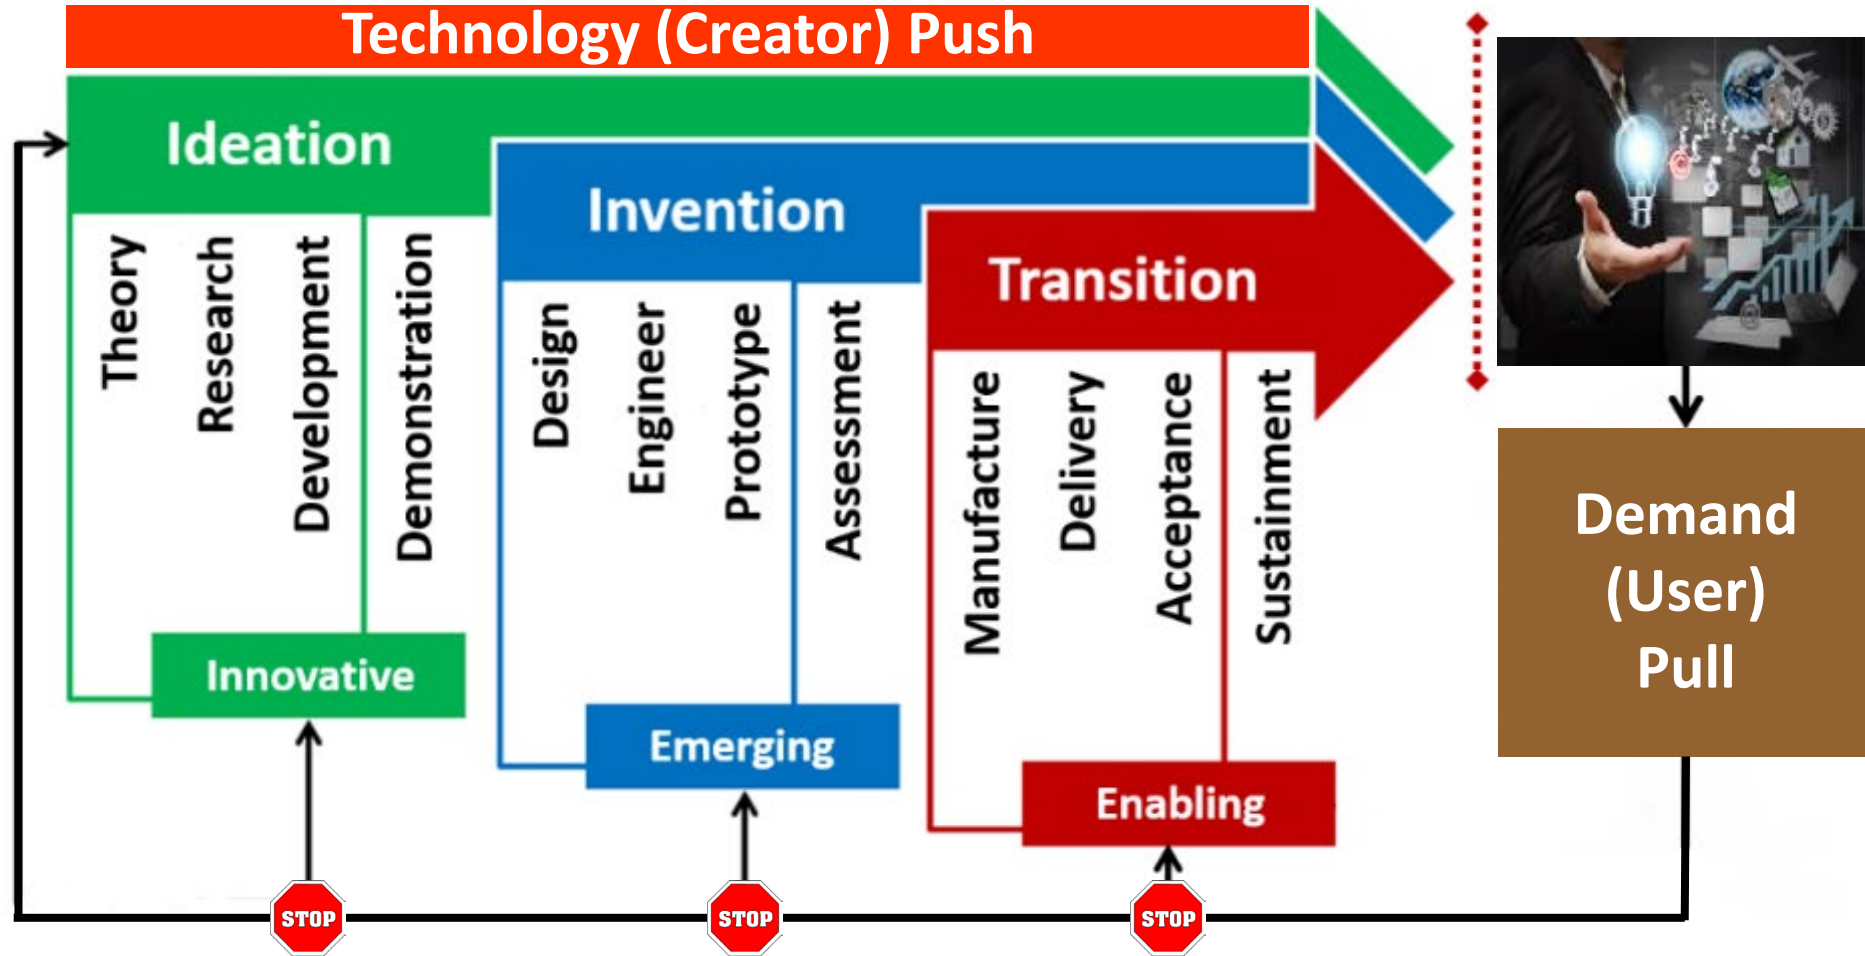 Technology (Creator) Push
Ideation
Theory
Research
Development
Demonstration
Innovative
Invention
Design
Engineer
Prototype
Assessment
Emerging
Transition
Manufacture
Delivery
Acceptance
Sustainment
Enabling
Demand
(User)
Pull
STOP
STOP
STOP